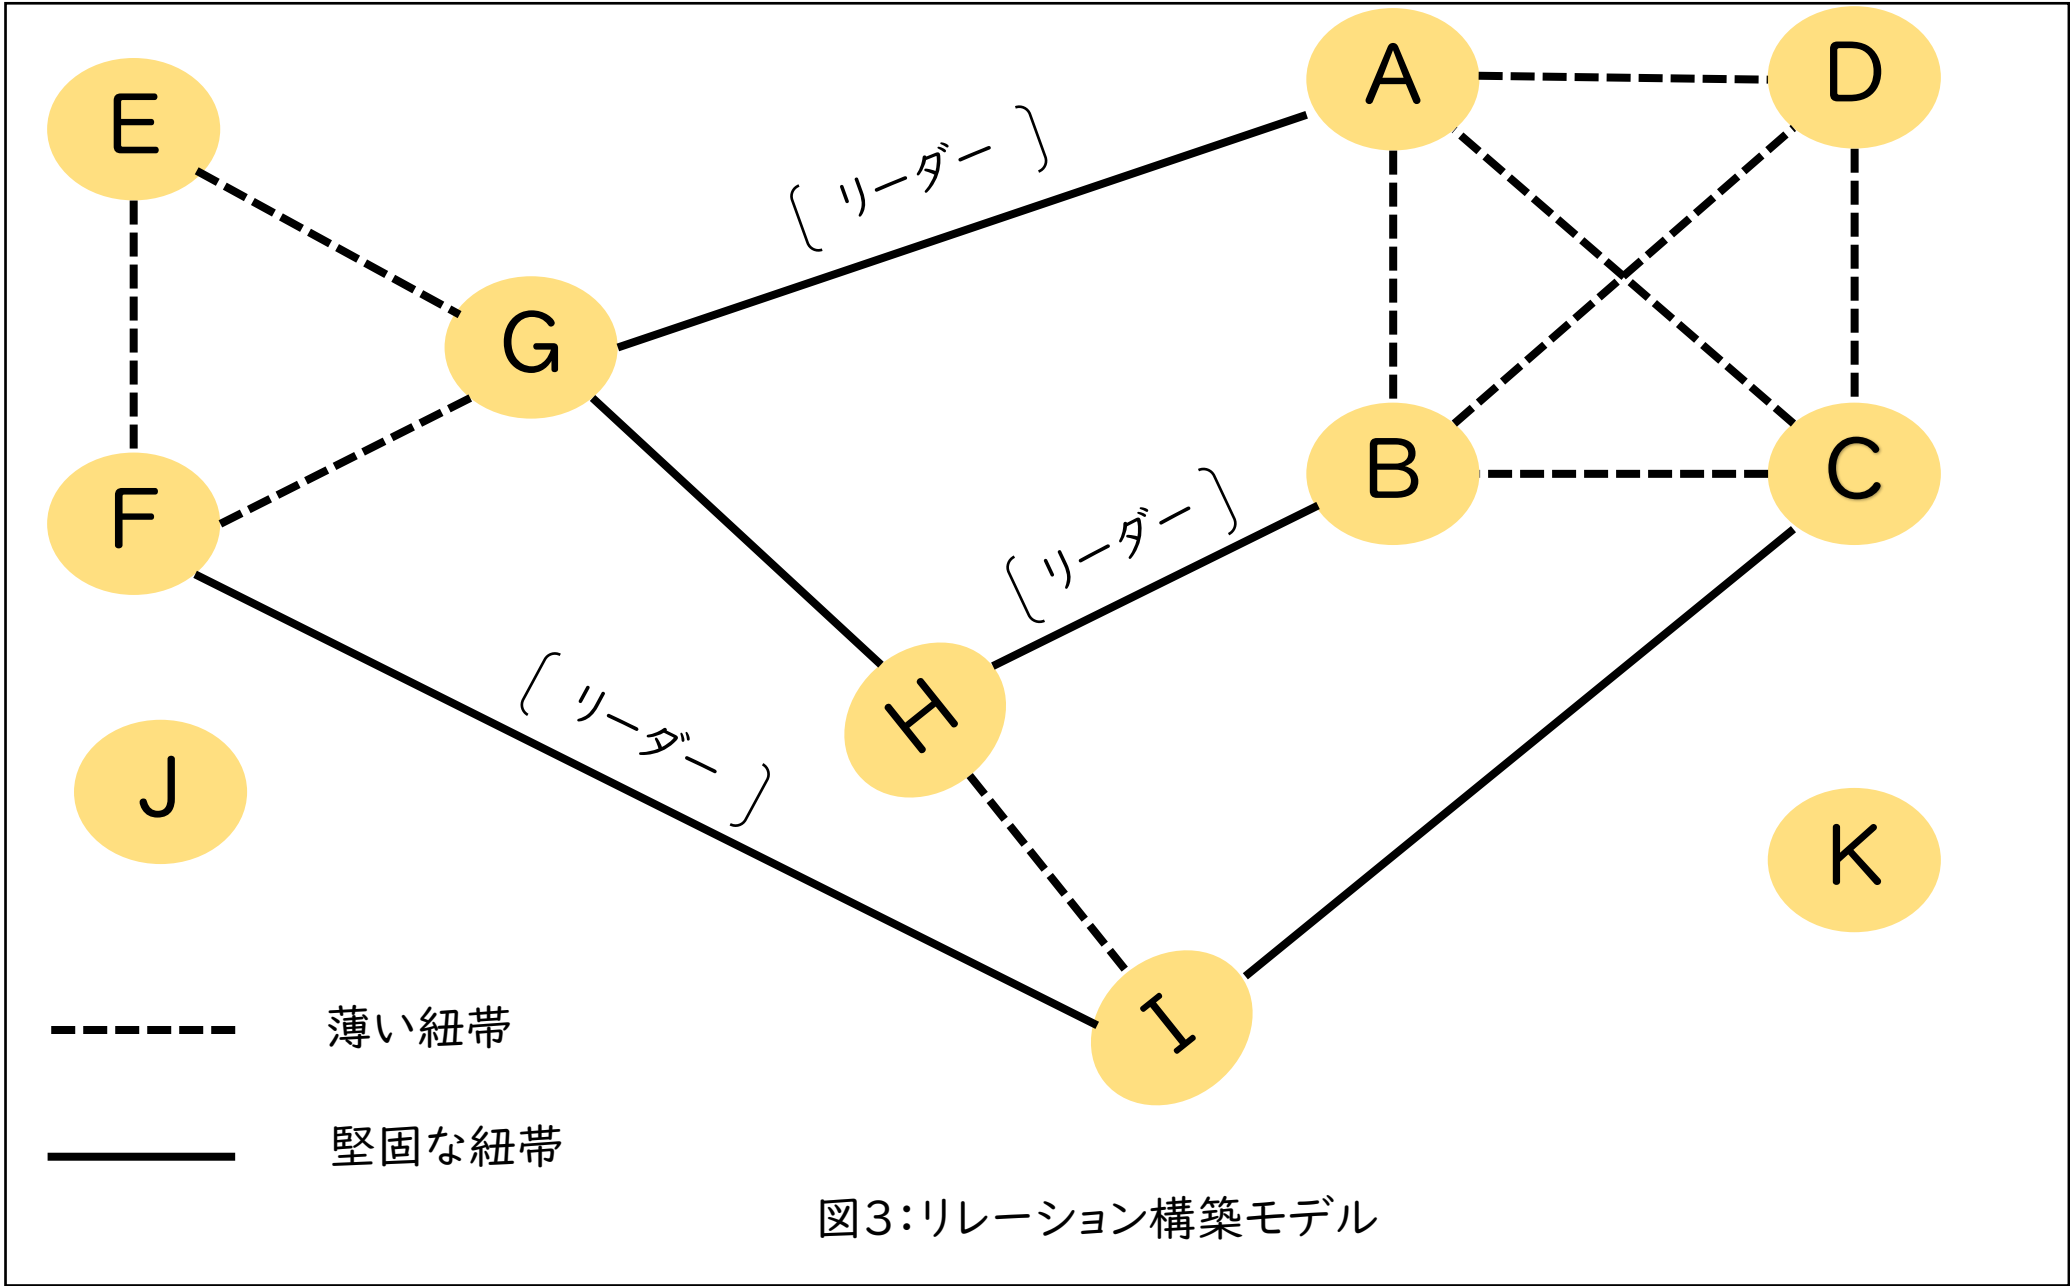 A
D
E
〔 リーダー 〕
G
B
C
〔 リーダー 〕
F
〔 リーダー 〕
H
J
K
I
薄い紐帯
堅固な紐帯
図3：リレーション構築モデル